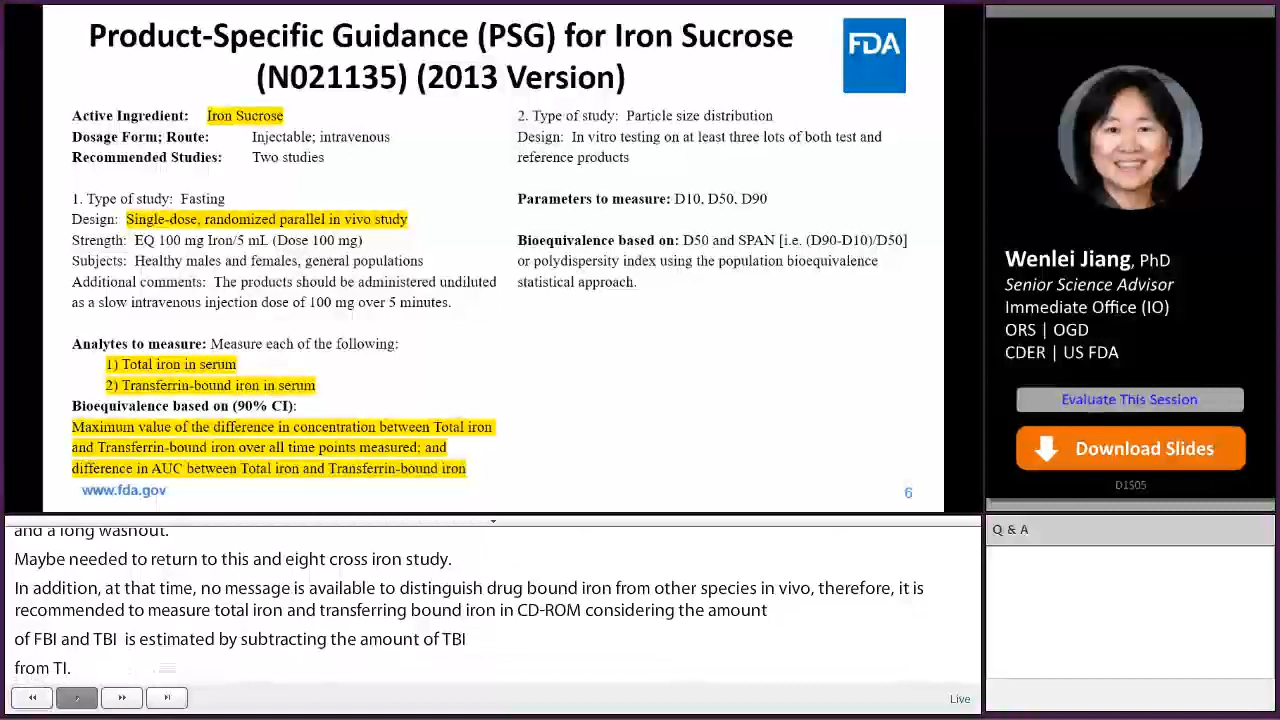 Product-Specific Guidance (PSG) for Iron Sucrose
(N021135) (2013 Version)
FDA
Active Ingredient: Iron Sucrose
Dosage Form; Route: Injectable; intravenous
Recommended Studies: Two studies
1. Type of study: Fasting
Design: Single-dose, randomized parallel in vivo study
Strength: EQ 100 mg Iron/5 mL (Dose 100 mg)
Subjects: Healthy males and females, general populations
Additional comments: The products should be administered undiluted
as a slow intravenous injection dose of 100 mg over 5 minutes.
Analytes to measure: Measure each of the following:
1) Total iron in serum
2) Transferrin-bound iron in serum
Bioequivalence based on (90% CI):
Maximum value of the difference in concentration between Total iron
and Transferrin-bound iron over all time points measured; and
difference in AUC between Total iron and Transferrin-bound iron
2. Type of study: Particle size distribution
Design: In vitro testing on at least three lots of both test and
reference products
Parameters to measure: D10, D50, D90
Bioequivalence based on: D50 and SPAN [i.e. (D90-D10)/D50]
or polydispersity index using the population bioequivalence
statistical approach.
www.fda.gov
6
Wenlei Jiang, PhD
Senior Science Advisor
Immediate Office (IO)
ORS | OGD
CDER | US FDA
Evaluate This Session
Download Slides
D1S05
and a long washout.
Maybe needed to return to this and eight cross iron study.
In addition, at that time, no message is available to distinguish drug bound iron from other species in vivo, therefore, it is
recommended to measure total iron and transferring bound iron in CD-ROM considering the amount
of FBI and TBI is estimated by subtracting the amount of TBI
from TI.
Live
Q & A